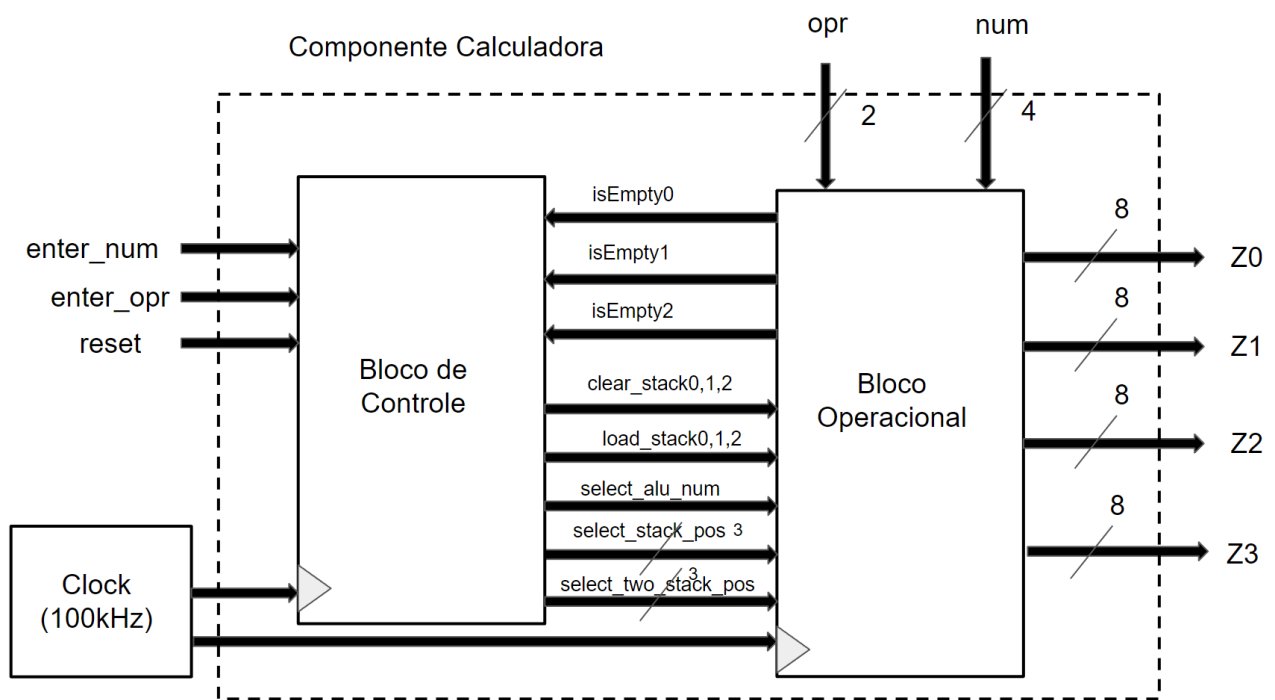 opr
num
Componente Calculadora
2
4
isEmpty0
8
enter_num
isEmpty1
Z0
enter_opr
8
isEmpty2
reset
Z1
Bloco de
Controle
clear_stack0,1,2
Bloco
Operacional
8
load_stack0,1,2
Z2
select_alu_num
8
select_stack_pos 3
Z3
3
select_two_stack_pos
Clock
(100kHz)